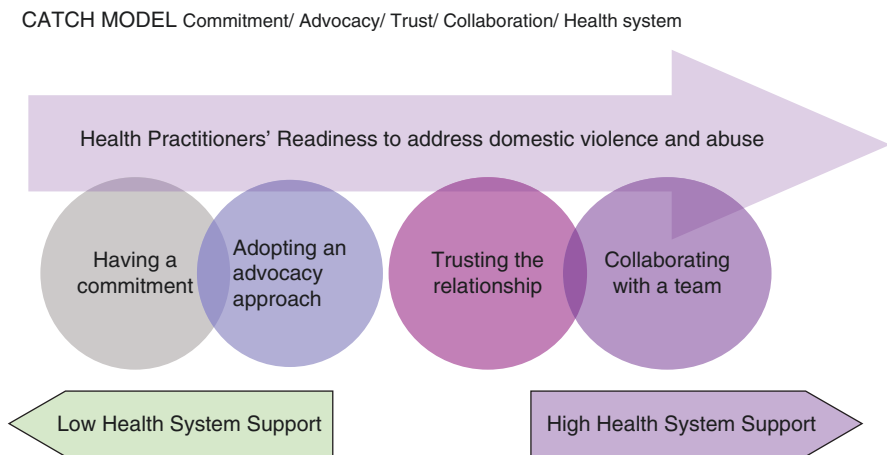 CATCH MODEL Commitment/ Advocacy/ Trust/ Collaboration/ Health system
Health Practitioners’ Readiness to address domestic violence and abuse
Having a
commitment
Adopting an
advocacy
approach
Trusting the
relationship
Collaborating
with a team
Low Health System Support
High Health System Support